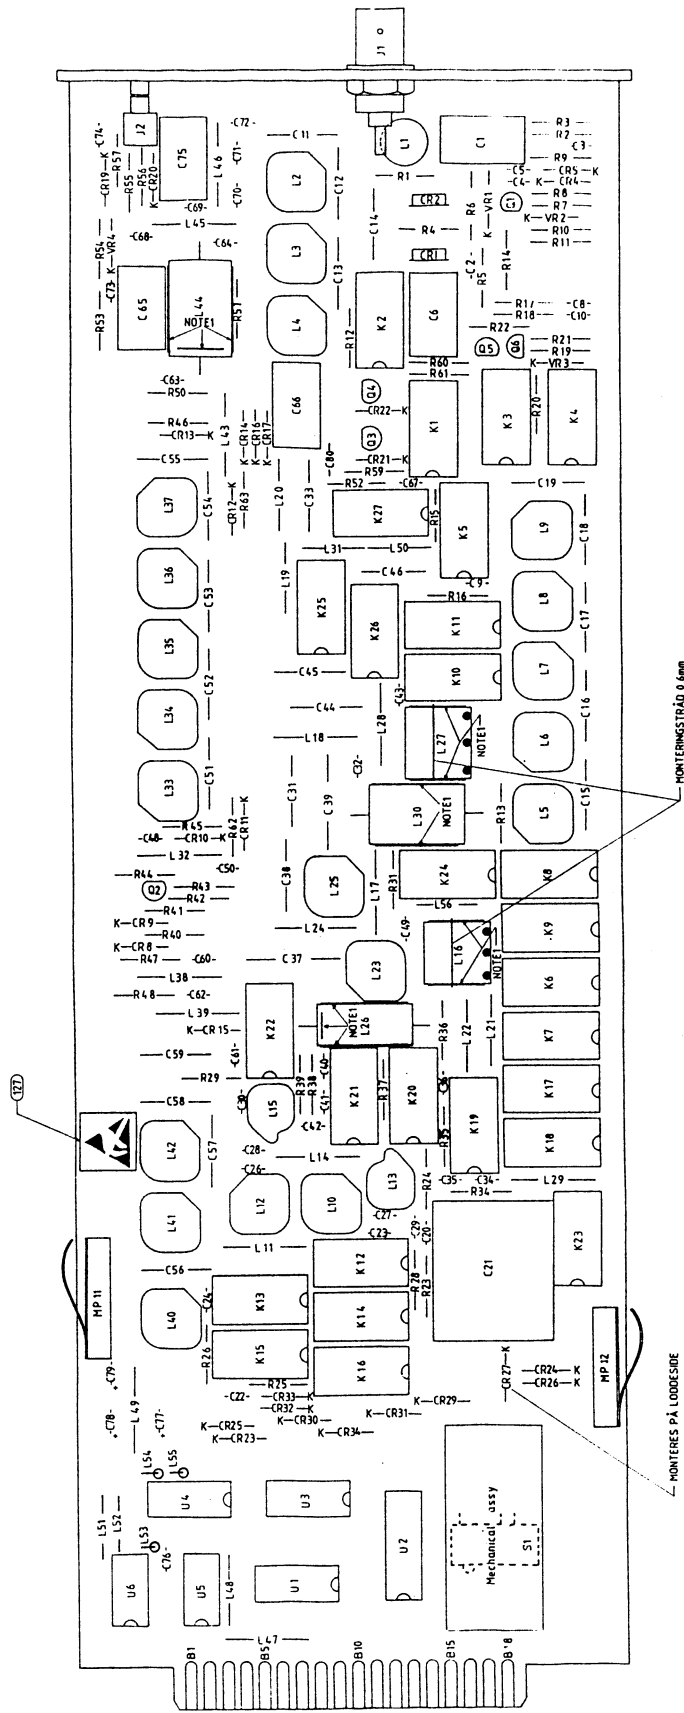 J1
J2
C74
R57
CR19 K
R55
R56
K CR20
C75
L46
C72
C71
C70
C11
L1
C1
R3
R2
C3
R9
C5
CR5 K
C4
K CR4
R8
R7
K VR2
R10
R11
L2
C12
R1
CR2
R6
K VR1
C69
L45
C68
C64
R54
K VR4
C73
R53
C65
L44
NOTE1
R51
L3
C13
C14
R4
CR1
C2
R5
R14
L4
R12
K2
C6
R17
R18
C8
C10
R22
R21
R19
K VR3
Q5
Q6
R60
R61
C63
R50
R46
CR13 K
C55
L43
CR14 K
CR16 K
CR17 K
C66
Q4
CR22 K
Q3
CR21 K
R59
C80
K1
K3
R20
K4
L37
C54
CR12 K
R63
L20
C33
R52
C67
K27
R15
K5
C19
L9
C18
L36
C53
L19
L31
L50
C46
C9
R16
K25
K26
K11
L8
C17
L35
C52
C45
K10
L7
C43
C44
L28
L27
NOTE1
C16
L34
L18
C32
L6
MONTERINGSTRÅD 0.6mm
C51
L33
C31
C39
L30
NOTE1
R13
L5
C15
R45
C48
CR10 K
R62
CR11 K
L32
C50
R44
Q2
R43
R42
R41
C38
L25
L17
R31
K24
K8
L56
K CR9
R40
K CR8
R47
C60
L24
C37
C49
L23
L16
NOTE1
K9
L38
R48
C62
L39
K CR15
K22
NOTE1
L26
R36
L22
L21
K6
C59
C61
R29
R39
R38
C40
K21
R37
K20
K7
127
C58
C30
L15
C41
C42
R35
K19
K17
L42
C57
C28
C26
L14
L13
R24
K18
C35
C34
R34
L29
L41
L12
L10
C27
C23
C29
C20
L11
C21
K23
MP11
C56
K12
L40
C24
K13
K14
R28
R23
R26
K15
K16
MP12
C79
R25
C22
CR33 K
CR32 K
K CR30
K CR25
K CR23
K CR34
K CR31
K CR29
CR27 K
CR24 K
CR26 K
MONTERES PÅ LODDESIDE
C78
L49
C77
L54
L55
U4
U3
L51
L52
L53
C76
U2
Mechanical assy
S1
U6
U5
L48
U1
L47
B1
B5
B10
B15
B18